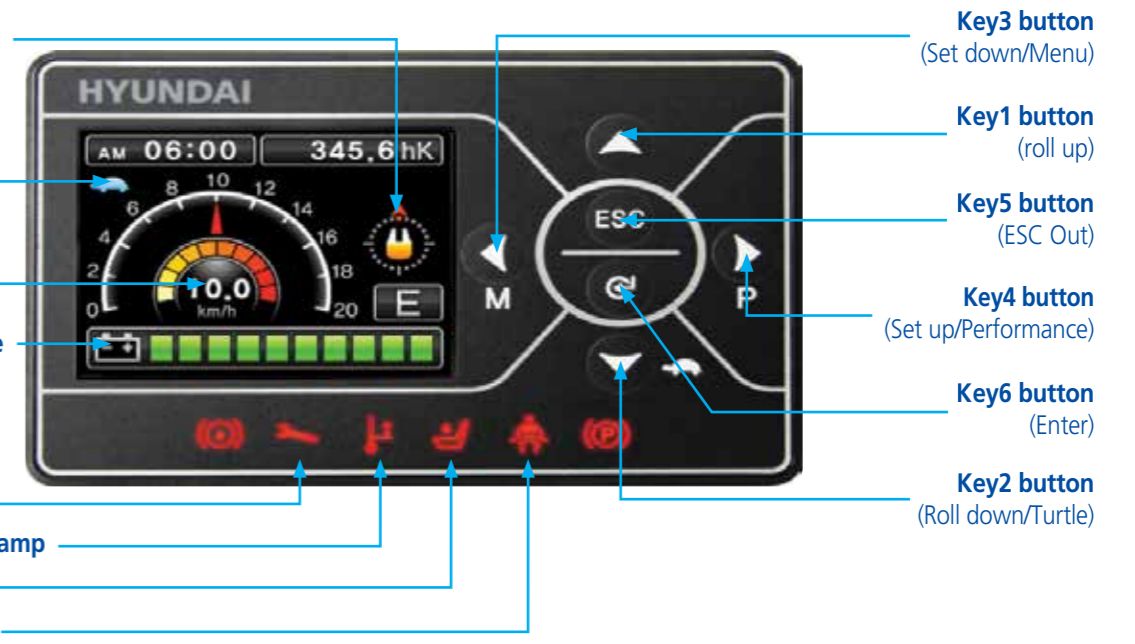 Key3 button
(Set down/Menu)
HYUNDAI
AM 06:00
345.6 hK
Key1 button
(roll up)
ESC
Key5 button
(ESC Out)
0 2 4 6 8 10 12 14 16 18 20
10.0
km/h
E
M
P
Key4 button
(Set up/Performance)
e
Key6 button
(Enter)
(P)
Key2 button
(Roll down/Turtle)
amp